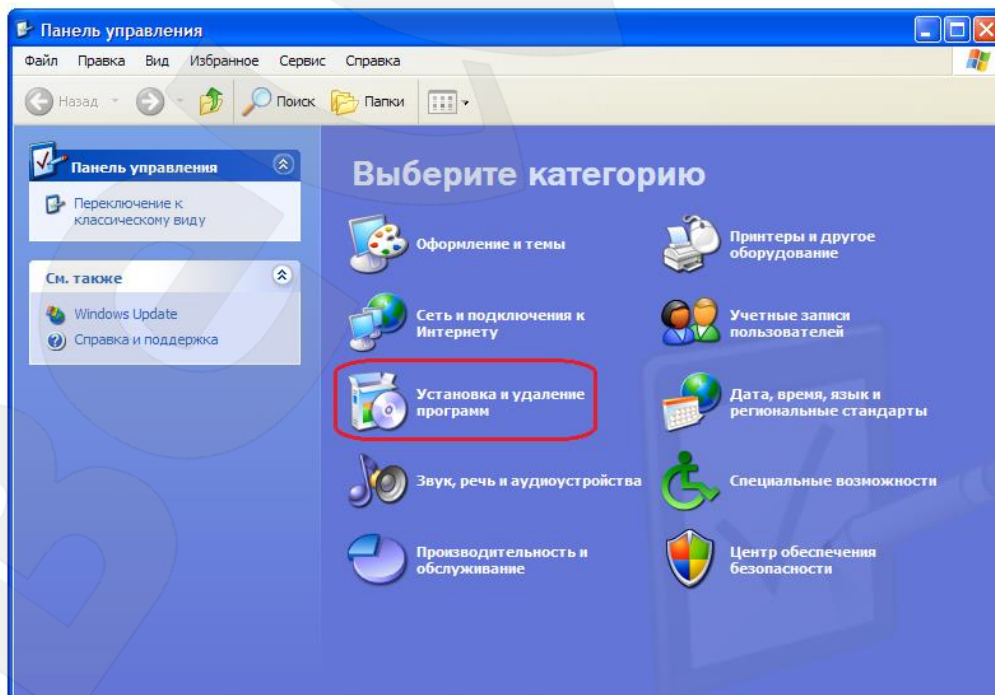 Панель управления
Файл Правка Вид Избранное Сервис Справка
Назад Поиск Папки
Панель управления
Переключение к
классическому виду
См. также
Windows Update
Справка и поддержка
Выберите категорию
Оформление и темы
Принтеры и другое
оборудование
Сеть и подключения к
Интернету
Учетные записи
пользователей
Установка и удаление
программ
Дата, время, язык и
региональные стандарты
Звук, речь и аудиоустройства
Специальные возможности
Производительность и
обслуживание
Центр обеспечения
безопасности